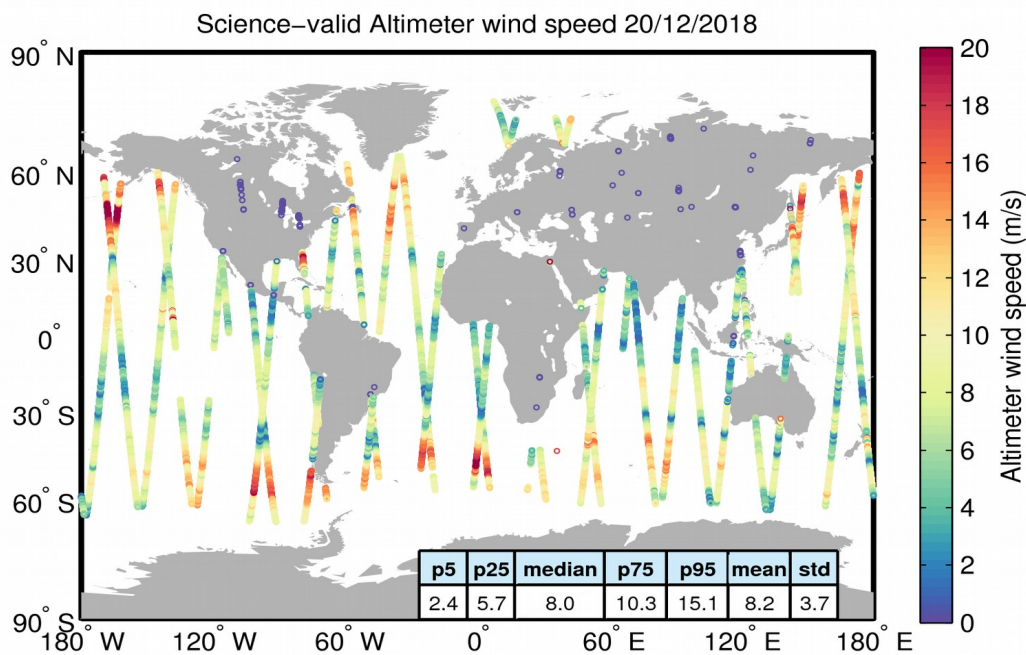 Science−valid Altimeter wind speed 20/12/2018
90° N
60° N
30° N
0°
30° S
60° S
90° S
180° W
120° W
60° W
0°
60° E
120° E
180° E
p5 p25 median p75 p95 mean std
2.4 5.7 8.0 10.3 15.1 8.2 3.7
20
18
16
14
12
10
8
6
4
2
0
Altimeter wind speed (m/s)